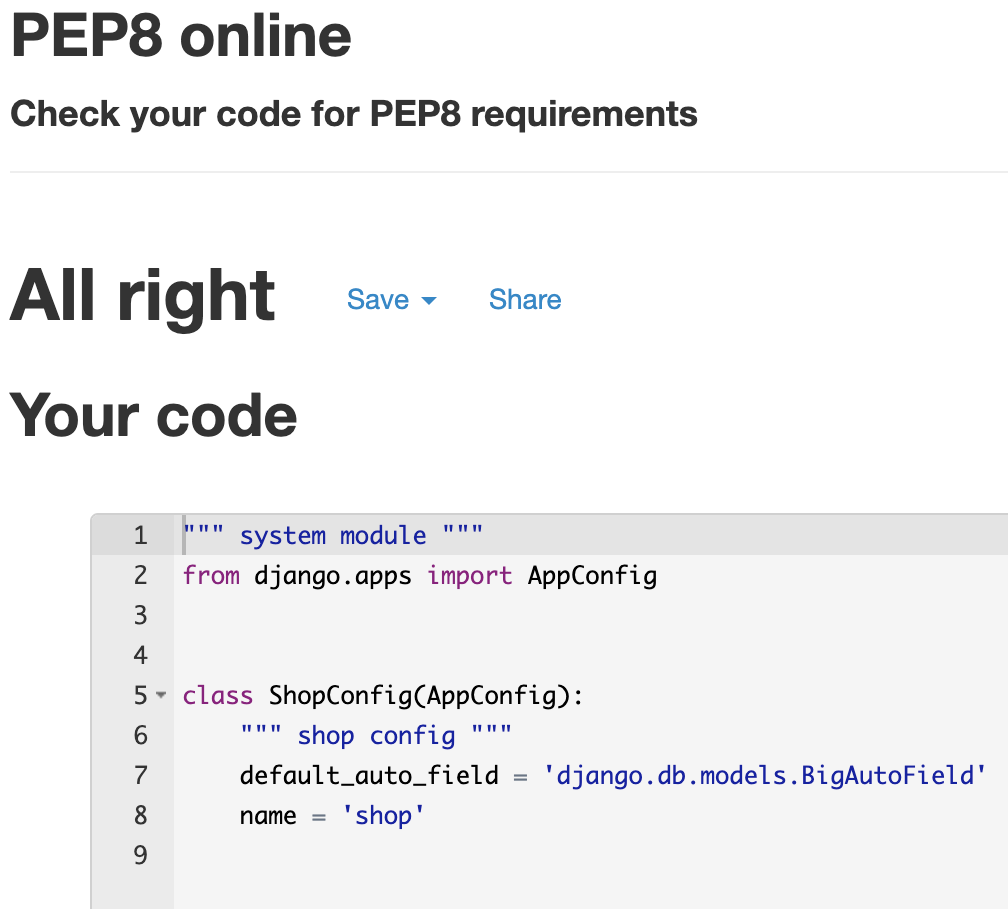 PEP8 online
Check your code for PEP8 requirements
All right Save Share
Your code
1 """ system module """
2 from django.apps import AppConfig
3
4
5 class ShopConfig(AppConfig):
6     """ shop config """
7     default_auto_field = 'django.db.models.BigAutoField'
8     name = 'shop'
9